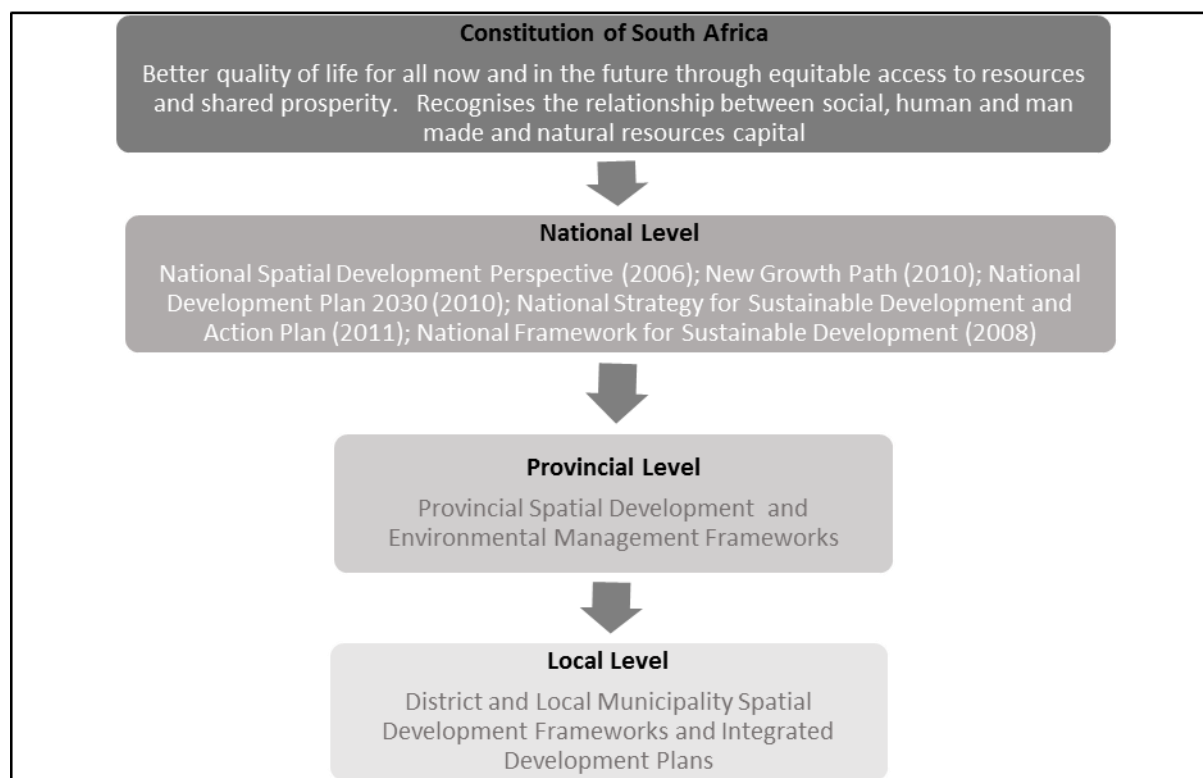 Constitution of South Africa
Better quality of life for all now and in the future through equitable access to resources
and shared prosperity.   Recognises the relationship between social, human and man
made and natural resources capital
National Level
National Spatial Development Perspective (2006); New Growth Path (2010); National
Development Plan 2030 (2010); National Strategy for Sustainable Development and
Action Plan (2011); National Framework for Sustainable Development (2008)
Provincial Level
Provincial Spatial Development  and
Environmental Management Frameworks
Local Level
District and Local Municipality Spatial
Development Frameworks and Integrated
Development Plans